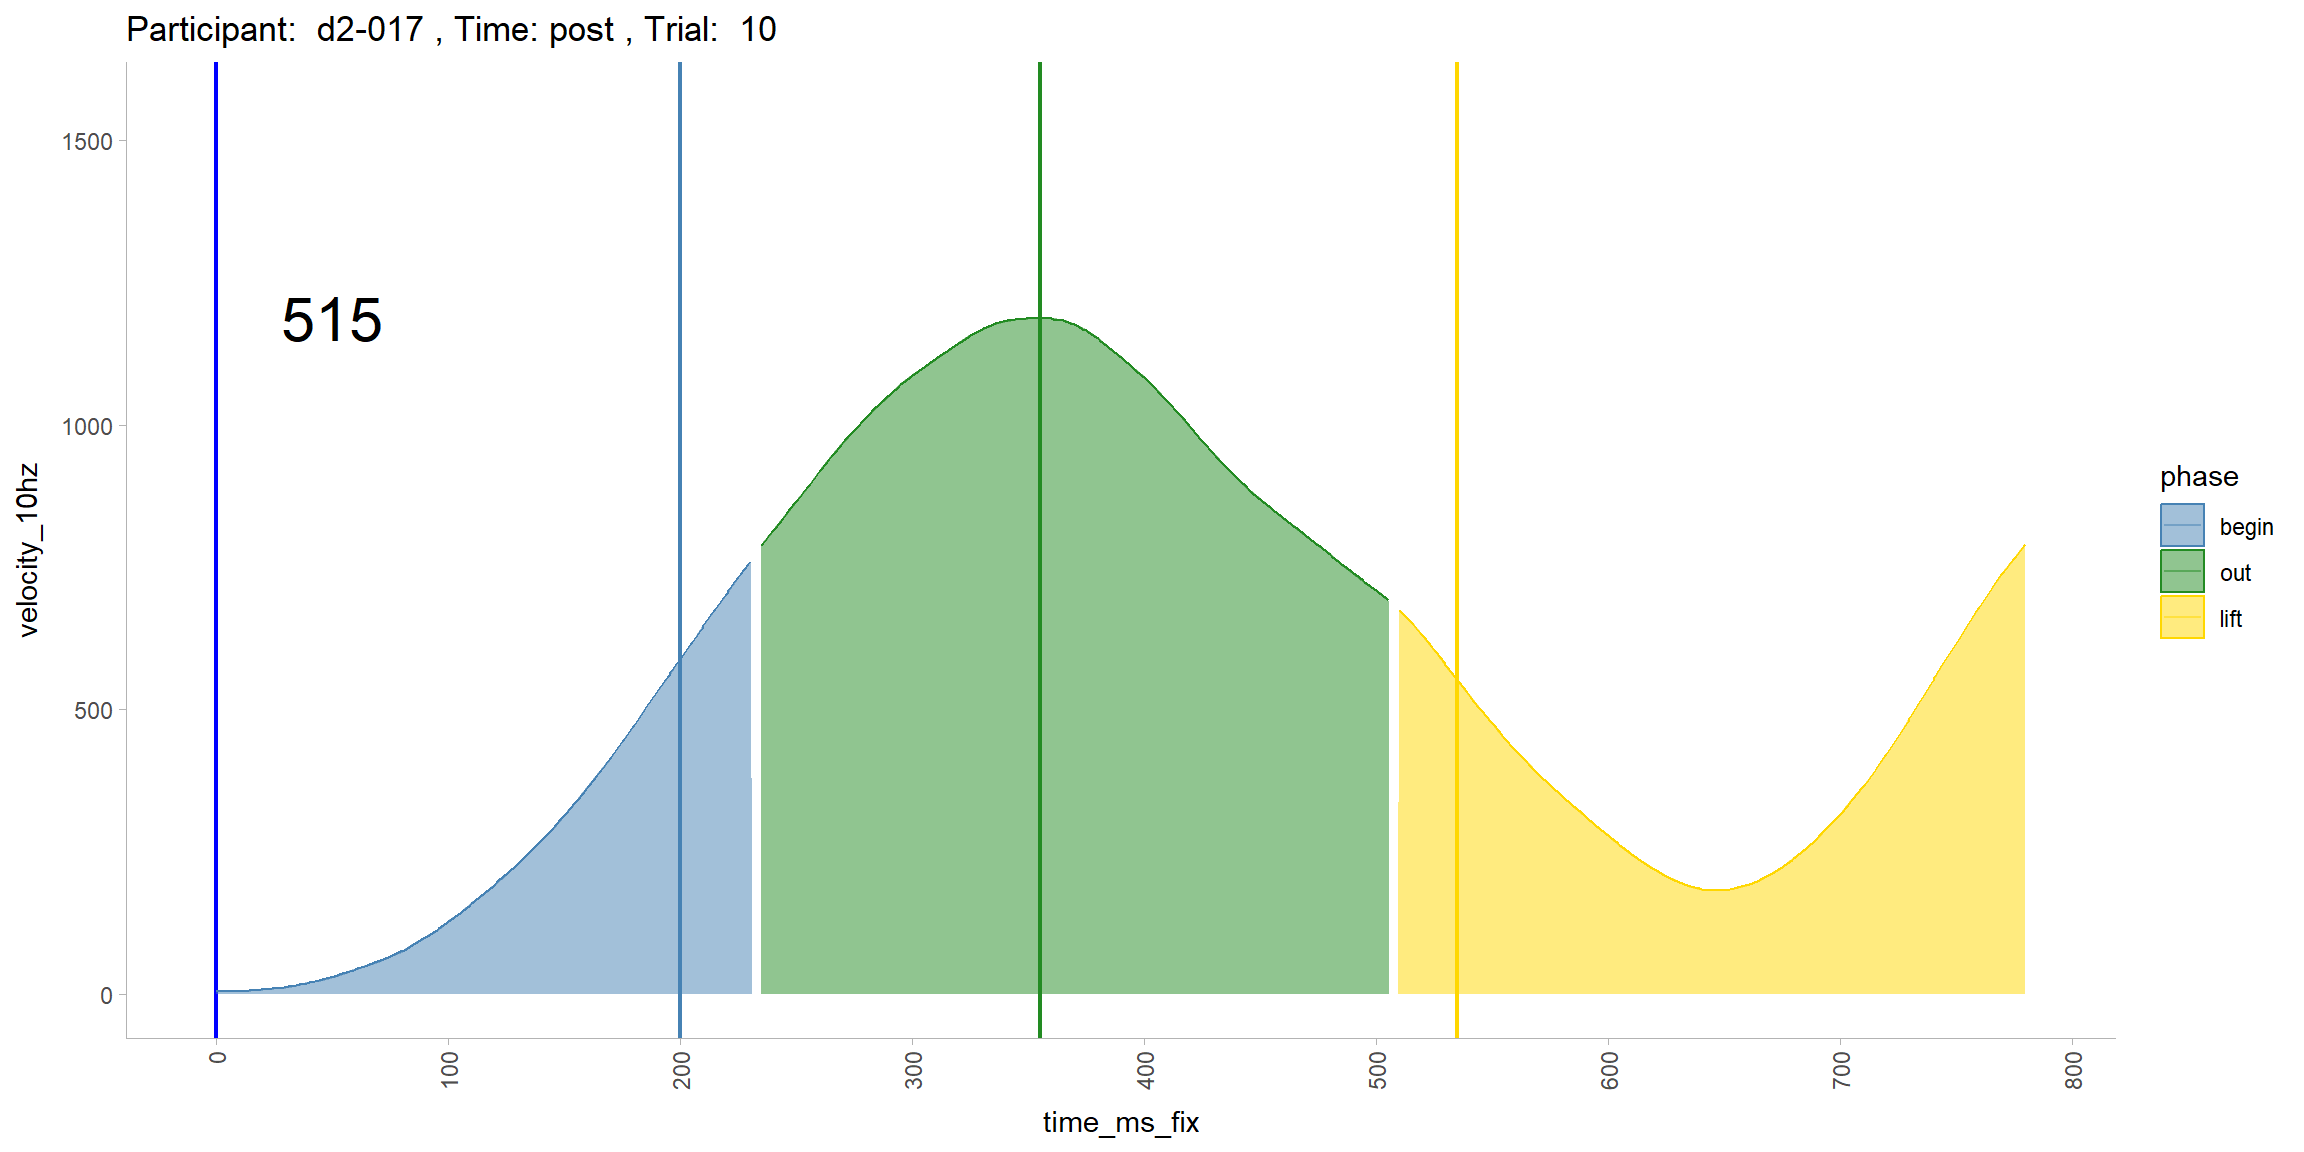 Participant:  d2-017 , Time: post , Trial:  10
1500
1000
500
0
velocity_10hz
515
0
100
200
300
400
500
600
700
800
time_ms_fix
phase
begin
out
lift